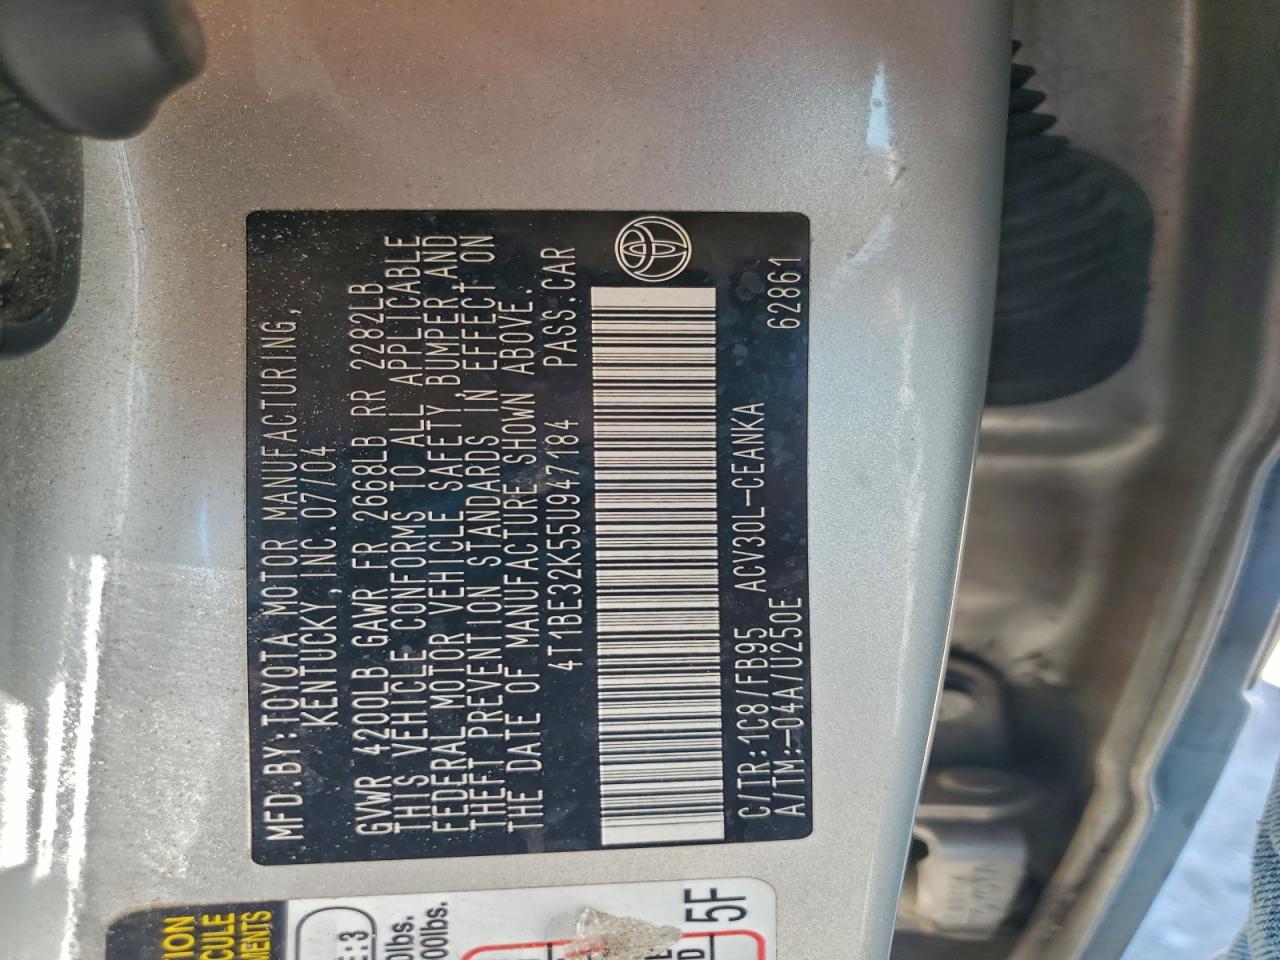 MFD.BY:TOYOTA MOTOR MANUFACTURING,
KENTUCKY,INC.07/04
GVWR 4200LB GAWR FR 2668LB RR 2282LB
THIS VEHICLE CONFORMS TO ALL APPLICABLE
FEDERAL MOTOR VEHICLE SAFETY,BUMPER,AND
THEFT PREVENTION STANDARDS IN EFFECT ON
THE DATE OF MANUFACTURE SHOWN ABOVE.
4T1BE32K55U947184 PASS.CAR
C/TR:1C8/FB95 ACV30L-CEANKA 62861
A/TM:-04A/U250E
5F